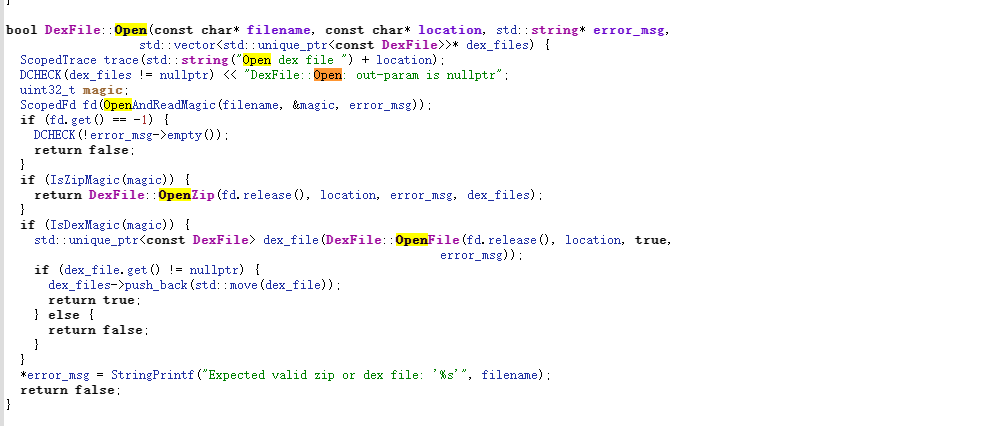 }
bool DexFile::Open(const char* filename, const char* location, std::string* error_msg,
                   std::vector<std::unique_ptr<const DexFile>>* dex_files) {
  ScopedTrace trace(std::string("Open dex file ") + location);
  DCHECK(dex_files != nullptr) << "DexFile::Open: out-param is nullptr";
  uint32_t magic;
  ScopedFd fd(OpenAndReadMagic(filename, &magic, error_msg));
  if (fd.get() == -1) {
    DCHECK(!error_msg->empty());
    return false;
  }
  if (IsZipMagic(magic)) {
    return DexFile::OpenZip(fd.release(), location, error_msg, dex_files);
  }
  if (IsDexMagic(magic)) {
    std::unique_ptr<const DexFile> dex_file(DexFile::OpenFile(fd.release(), location, true,
                                                              error_msg));
    if (dex_file.get() != nullptr) {
      dex_files->push_back(std::move(dex_file));
      return true;
    } else {
      return false;
    }
  }
  *error_msg = StringPrintf("Expected valid zip or dex file: '%s'", filename);
  return false;
}